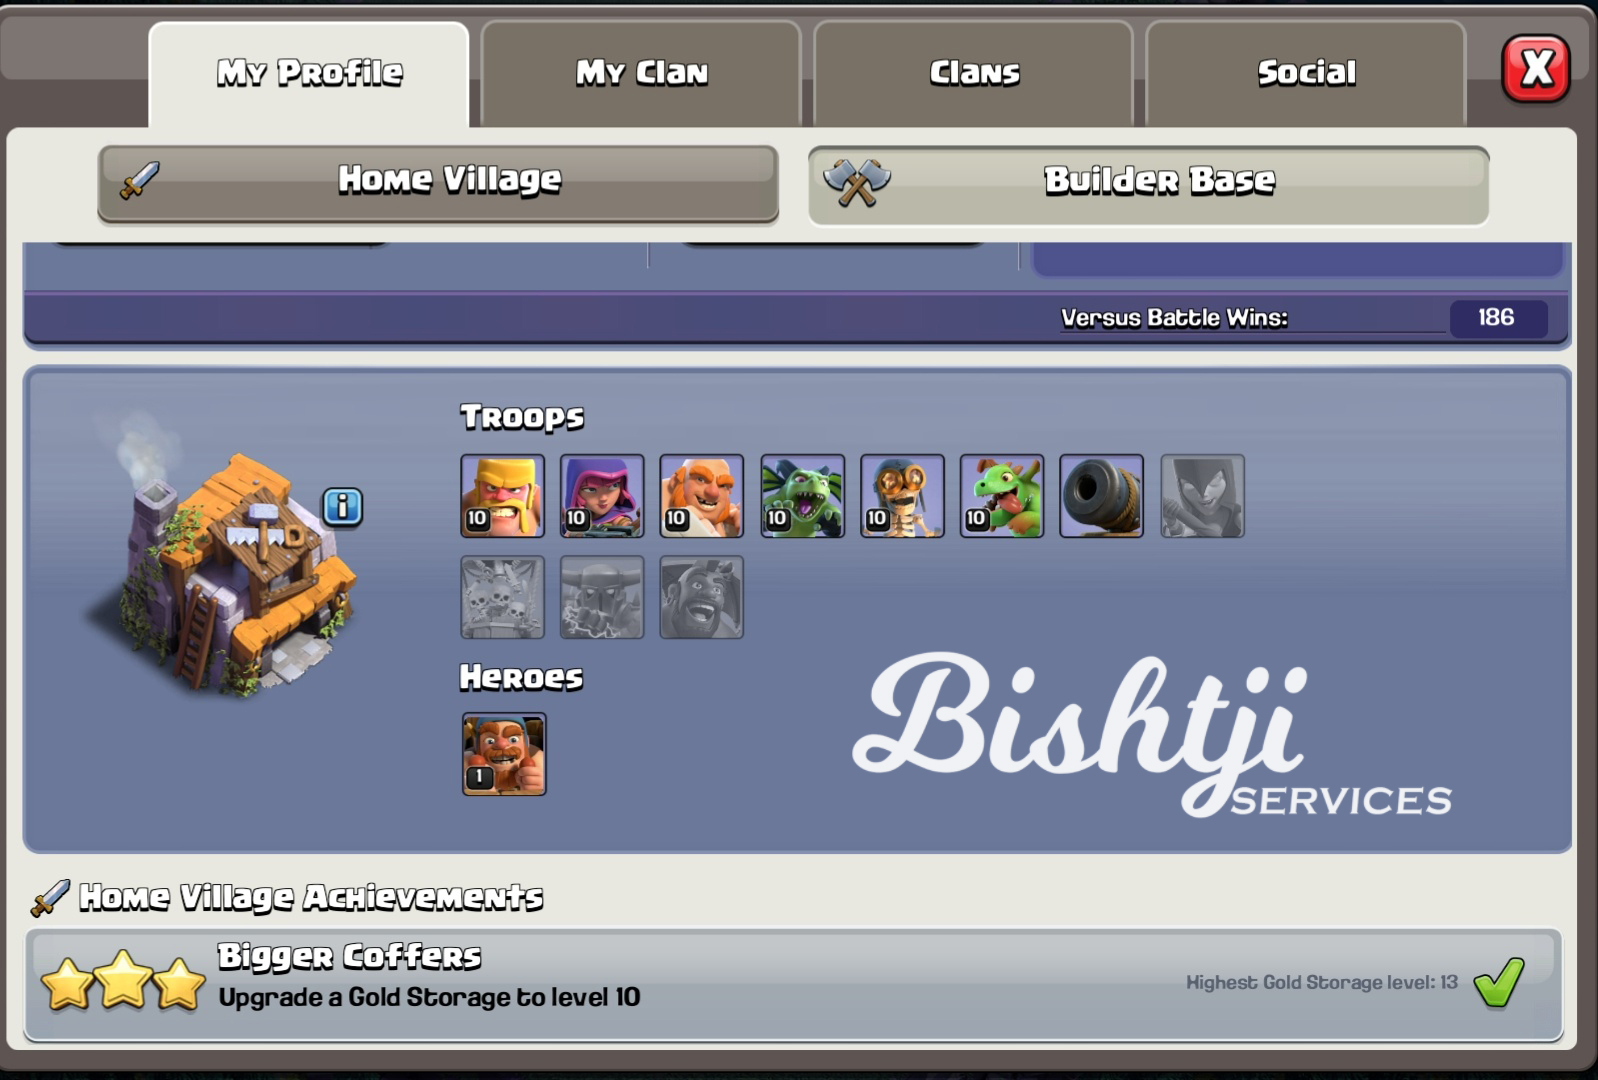 My Profile
My Clan
Clans
Social
X
Home Village
Builder Base
Versus Battle Wins:
186
Troops
10
10
10
10
10
10
Heroes
1
Bishtji
SERVICES
Home Village Achievements
Bigger Coffers
Upgrade a Gold Storage to level 10
Highest Gold Storage level: 13